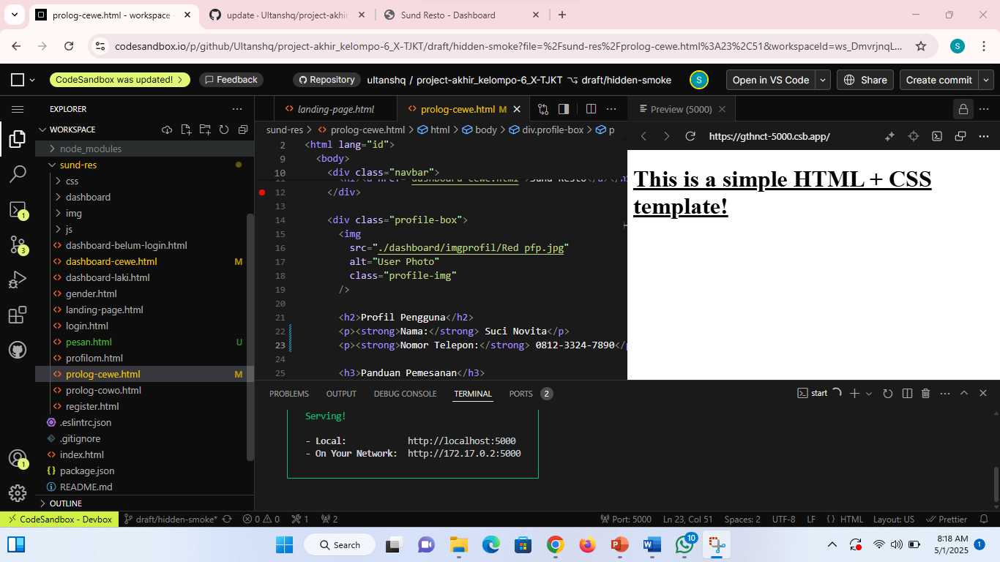 prolog-cewe.html - workspace -
update · Ultanshq/project-akhir
Sund Resto - Dashboard
codesandbox.io/p/github/Ultanshq/project-akhir_kelompo-6_X-TJKT/draft/hidden-smoke?file=%2Fsund-res%2Fprolog-cewe.html%3A23%2C51&workspaceId=ws_DmvrjnqL...
S
CodeSandbox was updated!
Feedback
Repository
ultanshq / project-akhir_kelompo-6_X-TJKT
draft/hidden-smoke
S
Open in VS Code
Share
Create commit
EXPLORER
WORKSPACE
node_modules
sund-res
css
dashboard
img
js
dashboard-belum-login.html
dashboard-cewe.html M
dashboard-laki.html
gender.html
landing-page.html
login.html
pesan.html U
profilom.html
prolog-cewe.html M
prolog-cowo.html
register.html
.eslintrc.json
.gitignore
index.html
package.json
README.md
OUTLINE
1
3
1
landing-page.html
prolog-cewe.html M
sund-res > prolog-cewe.html > html > body > div.profile-box > p
2 <html lang="id">
9 <body>
10 <div class="navbar">
12 </div>
13
14 <div class="profile-box">
15 <img
16 src="./dashboard/imgprofil/Red pfp.jpg"
17 alt="User Photo"
18 class="profile-img"
19 />
20
21 <h2>Profil Pengguna</h2>
22 <p><strong>Nama:</strong> Suci Novita</p>
23 <p><strong>Nomor Telepon:</strong> 0812-3324-7890</p
24
25 <h3>Panduan Pemesanan</h3>
Preview (5000)
https://gthnct-5000.csb.app/
This is a simple HTML + CSS
template!
PROBLEMS
OUTPUT
DEBUG CONSOLE
TERMINAL
PORTS 2
start
Serving!
- Local: http://localhost:5000
- On Your Network: http://172.17.0.2:5000
CodeSandbox - Devbox
draft/hidden-smoke*
0 0
1
2
Port: 5000
Ln 23, Col 51
Spaces: 2
UTF-8
LF
{ } HTML
Layout: US
Prettier
Search
10
8:18 AM
5/1/2025
1